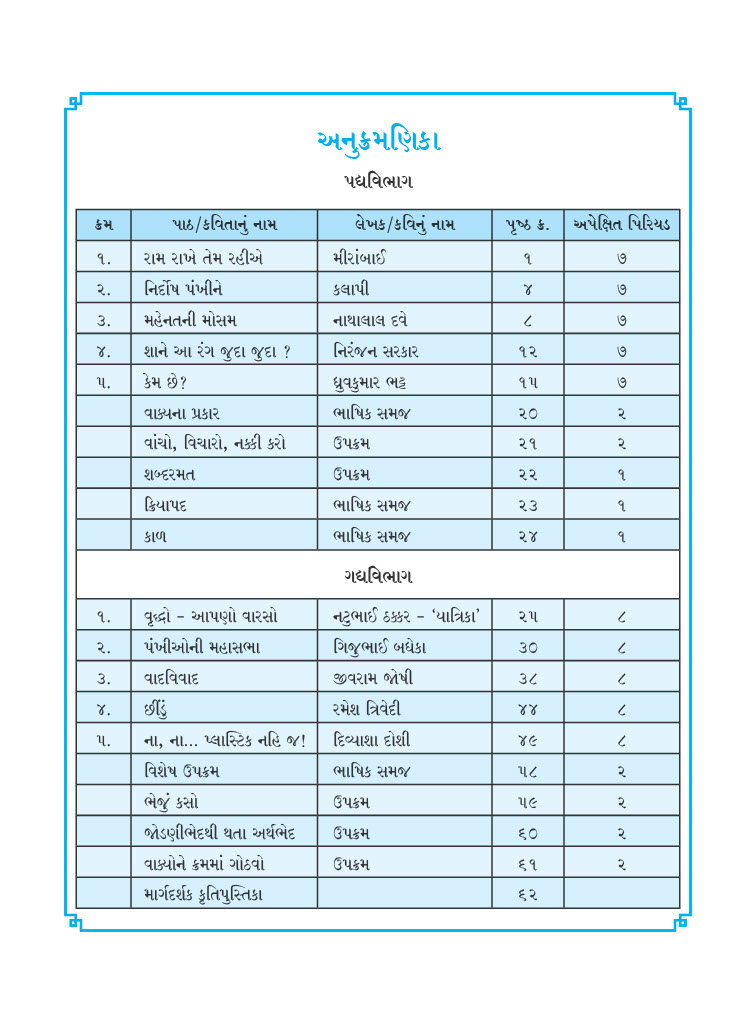 અનુક્રમણિકા
પદ્યવિભાગ
ક્રમ પાઠ/કવિતાનું નામ લેખક/કવિનું નામ પૃષ્ઠ ક્ર. અપેક્ષિત પિરિયડ
૧. રામ રાખે તેમ રહીએ મીરાંબાઈ ૧ ૭
૨. નિર્દોષ પંખીને કલાપી ૪ ૭
૩. મહેનતની મોસમ નાથાલાલ દવે ૮ ૭
૪. શાને આ રંગ જુદા જુદા ? નિરંજન સરકાર ૧૨ ૭
૫. કેમ છે? ધ્રુવકુમાર ભટ્ટ ૧૫ ૭
વાક્યના પ્રકાર ભાષિક સમજ ૨૦ ૨
વાંચો, વિચારો, નક્કી કરો ઉપક્રમ ૨૧ ૨
શબ્દરમત ઉપક્રમ ૨૨ ૧
ક્રિયાપદ ભાષિક સમજ ૨૩ ૧
કાળ ભાષિક સમજ ૨૪ ૧
ગદ્યવિભાગ
૧. વૃદ્ધો - આપણો વારસો નટુભાઈ ઠક્કર - ‘યાત્રિકા’ ૨૫ ૮
૨. પંખીઓની મહાસભા ગિજુભાઈ બધેકા ૩૦ ૮
૩. વાદવિવાદ જીવરામ જોષી ૩૮ ૮
૪. છીંડું રમેશ ત્રિવેદી ૪૪ ૮
૫. ના, ના... પ્લાસ્ટિક નહિ જ! દિવ્યાશા દોશી ૪૯ ૮
વિશેષ ઉપક્રમ ભાષિક સમજ ૫૮ ૨
ભેજું કસો ઉપક્રમ ૫૯ ૨
જોડણીભેદથી થતા અર્થભેદ ઉપક્રમ ૬૦ ૨
વાક્યોને ક્રમમાં ગોઠવો ઉપક્રમ ૬૧ ૨
માર્ગદર્શક કૃતિપુસ્તિકા ૬૨